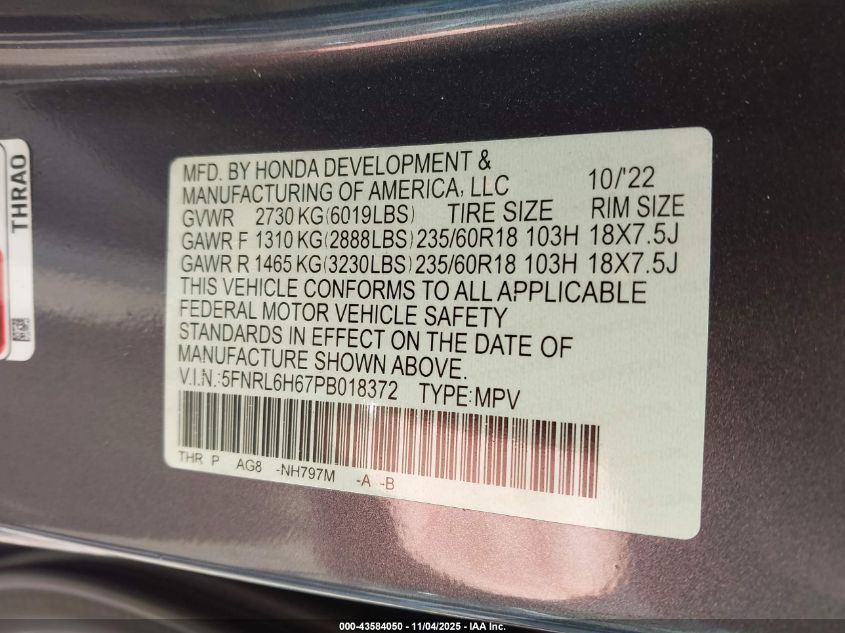 MFD. BY HONDA DEVELOPMENT &
MANUFACTURING OF AMERICA, LLC 10/'22
GVWR 2730 KG(6019LBS) TIRE SIZE RIM SIZE
GAWR F 1310 KG(2888LBS) 235/60R18 103H 18X7.5J
GAWR R 1465 KG(3230LBS) 235/60R18 103H 18X7.5J
THIS VEHICLE CONFORMS TO ALL APPLICABLE
FEDERAL MOTOR VEHICLE SAFETY
STANDARDS IN EFFECT ON THE DATE OF
MANUFACTURE SHOWN ABOVE.
V.I.N.:5FNRL6H67PB018372 TYPE:MPV
THR P AG8 -NH797M -A -B
THRAO
000-43584050 - 11/04/2025 - IAA Inc.